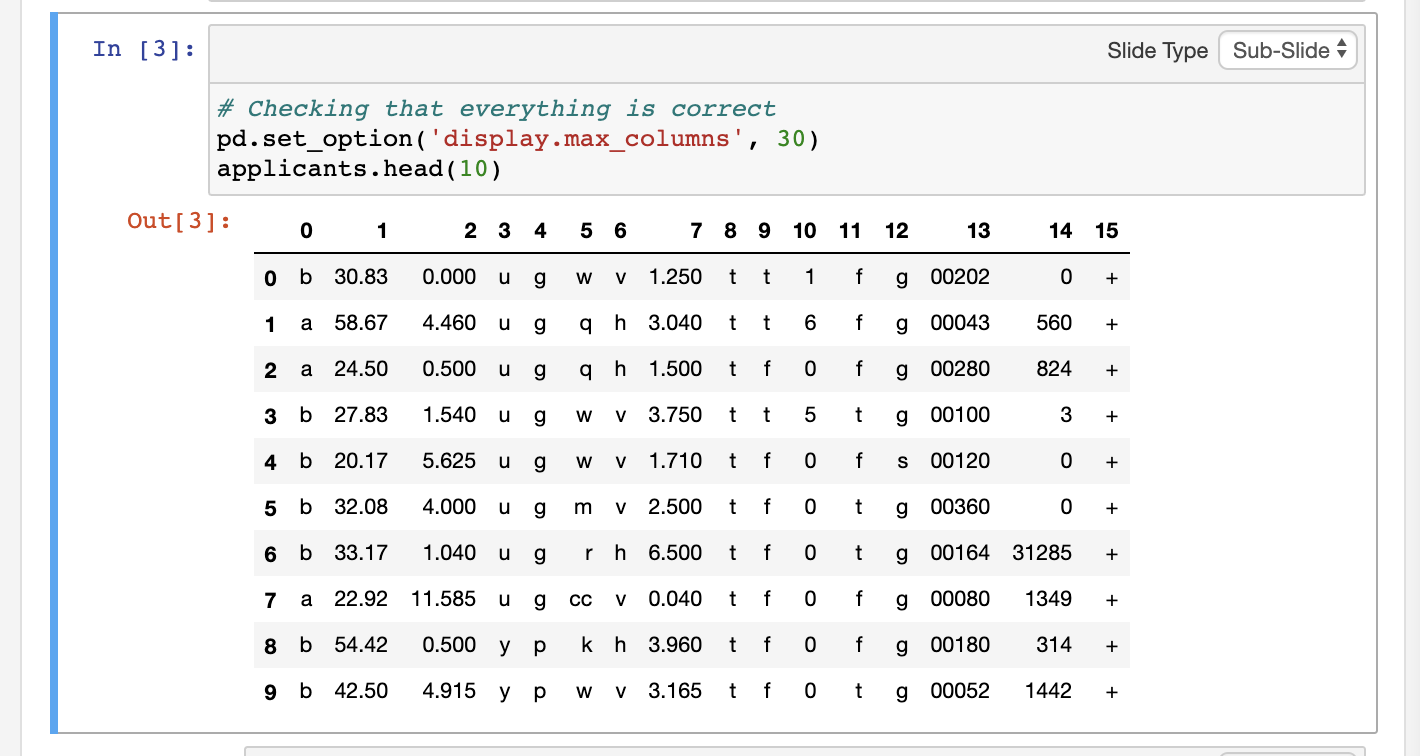 In [3]:
Slide Type Sub-Slide
# Checking that everything is correct
pd.set_option('display.max_columns', 30)
applicants.head(10)
Out[3]:
0 1 2 3 4 5 6 7 8 9 10 11 12 13 14 15
0 b 30.83 0.000 u g w v 1.250 t t 1 f g 00202 0 +
1 a 58.67 4.460 u g q h 3.040 t t 6 f g 00043 560 +
2 a 24.50 0.500 u g q h 1.500 t f 0 f g 00280 824 +
3 b 27.83 1.540 u g w v 3.750 t t 5 t g 00100 3 +
4 b 20.17 5.625 u g w v 1.710 t f 0 f s 00120 0 +
5 b 32.08 4.000 u g m v 2.500 t f 0 t g 00360 0 +
6 b 33.17 1.040 u g r h 6.500 t f 0 t g 00164 31285 +
7 a 22.92 11.585 u g cc v 0.040 t f 0 f g 00080 1349 +
8 b 54.42 0.500 y p k h 3.960 t f 0 f g 00180 314 +
9 b 42.50 4.915 y p w v 3.165 t f 0 t g 00052 1442 +